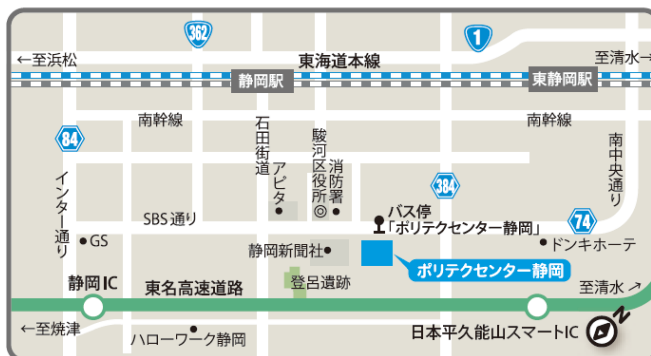 362
1
←至浜松
東海道本線
至清水→
静岡駅
東静岡駅
南幹線
南幹線
84
石田街道
アピタ
駿河区役所
消防署
南中央通り
インター通り
384
SBS通り
バス停
「ポリテクセンター静岡」
74
GS
静岡新聞社
ドンキホーテ
ポリテクセンター静岡
静岡IC
東名高速道路
登呂遺跡
至清水→
←至焼津
ハローワーク静岡
日本平久能山スマートIC
N